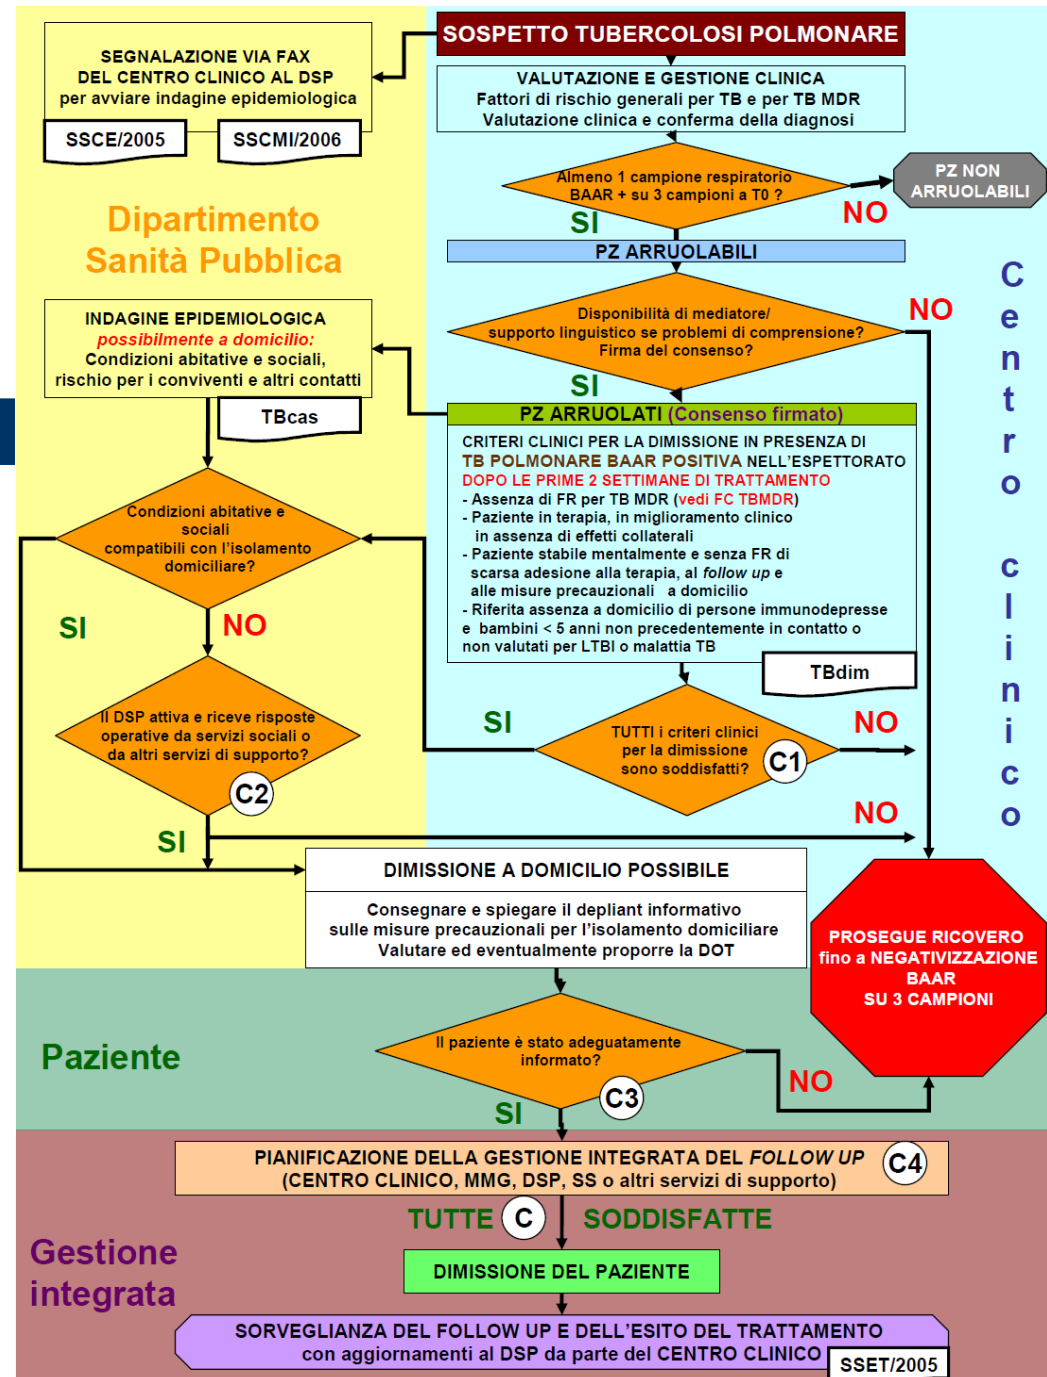 SOSPETTO TUBERCOLOSI POLMONARE
SEGNALAZIONE VIA FAX
DEL CENTRO CLINICO AL DSP
per avviare indagine epidemiologica
SSCE/2005
SSCMI/2006
VALUTAZIONE E GESTIONE CLINICA
Fattori di rischio generali per TB e per TB MDR
Valutazione clinica e conferma della diagnosi
Almeno 1 campione respiratorio
BAAR + su 3 campioni a T0 ?
NO
PZ NON
ARRUOLABILI
SI
Dipartimento
Sanità Pubblica
PZ ARRUOLABILI
Centro clinico
Disponibilità di mediatore/
supporto linguistico se problemi di comprensione?
Firma del consenso?
NO
SI
INDAGINE EPIDEMIOLOGICA
possibilmente a domicilio:
Condizioni abitative e sociali,
rischio per i conviventi e altri contatti
TBcas
PZ ARRUOLATI (Consenso firmato)
CRITERI CLINICI PER LA DIMISSIONE IN PRESENZA DI
TB POLMONARE BAAR POSITIVA NELL'ESPETTORATO
DOPO LE PRIME 2 SETTIMANE DI TRATTAMENTO
- Assenza di FR per TB MDR (vedi FC TBMDR)
- Paziente in terapia, in miglioramento clinico
in assenza di effetti collaterali
- Paziente stabile mentalmente e senza FR di
scarsa adesione alla terapia, al follow up e
alle misure precauzionali a domicilio
- Riferita assenza a domicilio di persone immunodepresse
e bambini < 5 anni non precedentemente in contatto o
non valutati per LTBI o malattia TB
TBdim
Condizioni abitative e
sociali
compatibili con l'isolamento
domiciliare?
SI
NO
Il DSP attiva e riceve risposte
operative da servizi sociali o
da altri servizi di supporto?
C2
SI
TUTTI i criteri clinici
per la dimissione
sono soddisfatti?
C1
NO
SI
NO
DIMISSIONE A DOMICILIO POSSIBILE
Consegnare e spiegare il depliant informativo
sulle misure precauzionali per l'isolamento domiciliare
Valutare ed eventualmente proporre la DOT
PROSEGUE RICOVERO
fino a NEGATIVIZZAZIONE
BAAR
SU 3 CAMPIONI
Paziente
Il paziente è stato adeguatamente
informato?
C3
NO
SI
PIANIFICAZIONE DELLA GESTIONE INTEGRATA DEL FOLLOW UP
(CENTRO CLINICO, MMG, DSP, SS o altri servizi di supporto)
C4
TUTTE C SODDISFATTE
Gestione
integrata
DIMISSIONE DEL PAZIENTE
SORVEGLIANZA DEL FOLLOW UP E DELL'ESITO DEL TRATTAMENTO
con aggiornamenti al DSP da parte del CENTRO CLINICO
SSET/2005